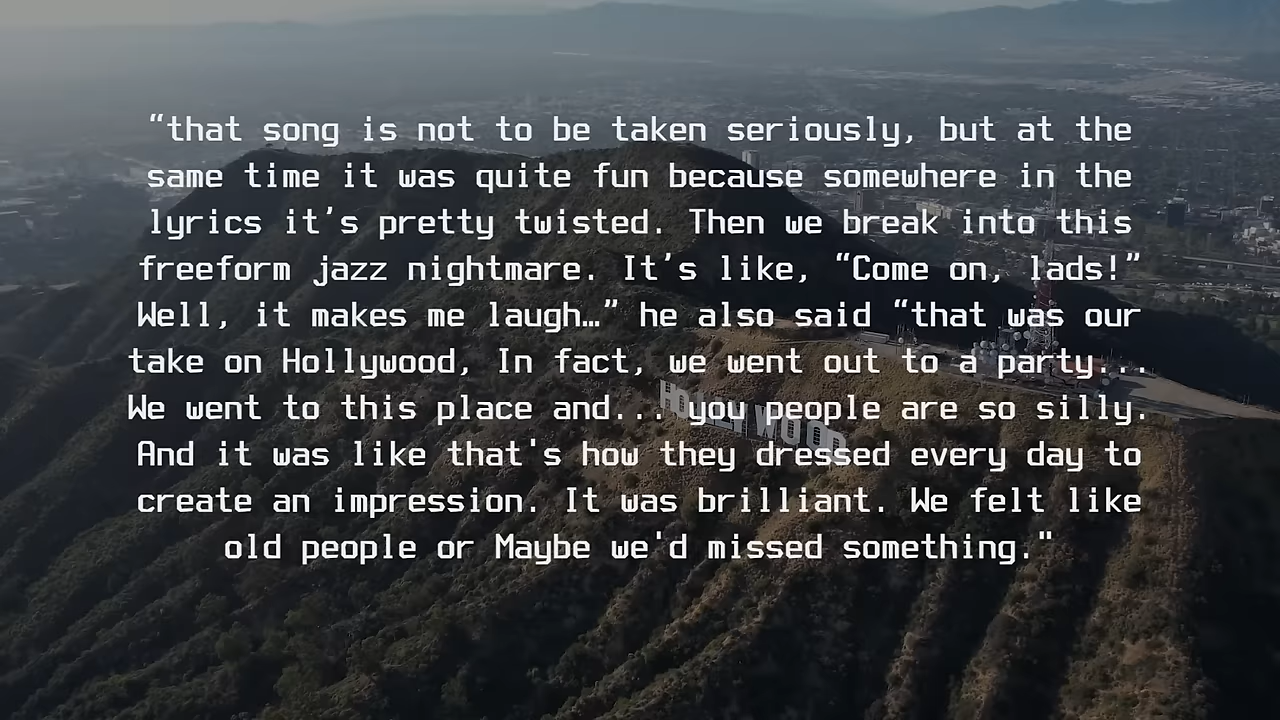 “that song is not to be taken seriously, but at the
same time it was quite fun because somewhere in the
lyrics it’s pretty twisted. Then we break into this
freeform jazz nightmare. It’s like, “Come on, lads!”
Well, it makes me laugh…” he also said “that was our
take on Hollywood, In fact, we went out to a party...
We went to this place and... you people are so silly.
And it was like that's how they dressed every day to
create an impression. It was brilliant. We felt like
old people or Maybe we'd missed something."
HOLLYWOOD